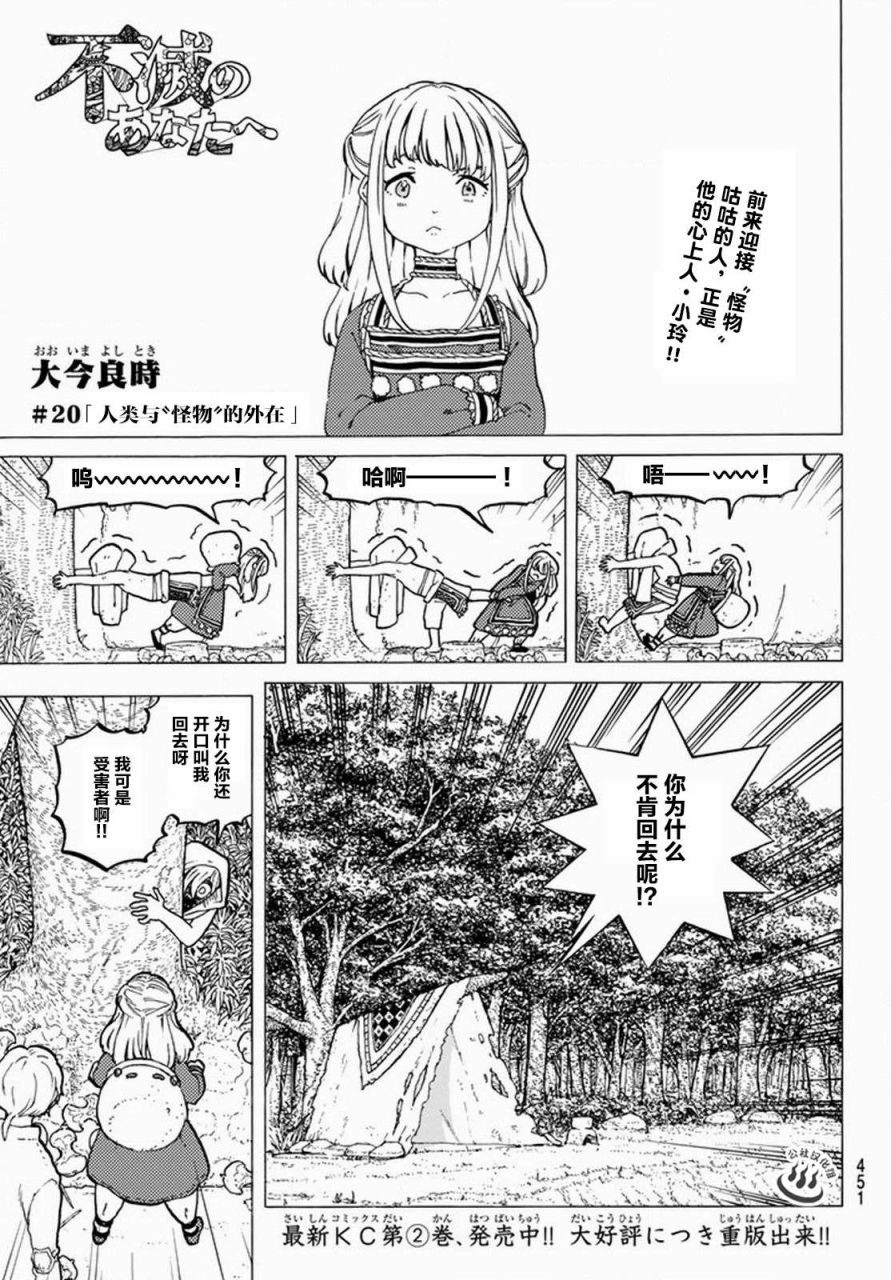 不滅の
あなたへ
前来迎接〝怪物〞
咕咕的人，正是
他的心上人·小玲!!
おおいまよしとき
大今良時
#20「人类与〝怪物〞的外在」
唔——〰〰!
哈啊————!
呜〰〰〰〰〰!
你为什么
不肯回去呢!?
为什么你还
开口叫我
回去呀
我可是
受害者啊!!
451
さいしんコミックスだい かん はつばいちゅう だいこうひょう じゅうはんしゅったい
最新KC第②巻、発売中!! 大好評につき重版出来!!